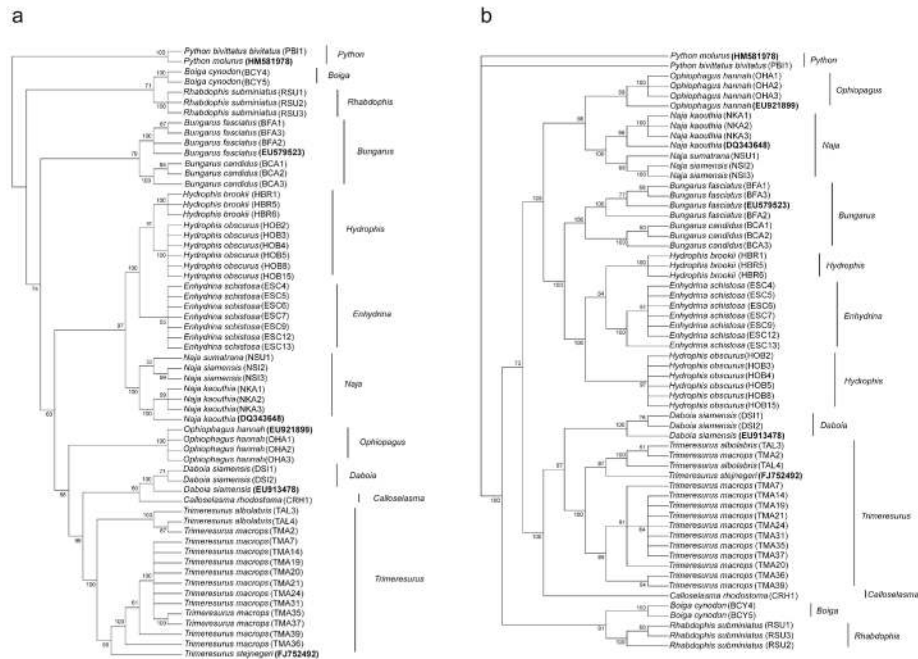 a
Python bivittatus bivitatus (PBI1)
Python molurus (HM581978)
Python
Boiga cynodon (BCY4)
Boiga cynodon (BCY5)
Boiga
Rhabdophis subminiatus (RSU1)
Rhabdophis subminiatus (RSU2)
Rhabdophis subminiatus (RSU3)
Rhabdophis
Bungarus fasciatus (BFA1)
Bungarus fasciatus (BFA3)
Bungarus fasciatus (BFA2)
Bungarus fasciatus (EU579523)
Bungarus candidus (BCA1)
Bungarus candidus (BCA2)
Bungarus candidus (BCA3)
Bungarus
Hydrophis brookii (HBR1)
Hydrophis brookii (HBR5)
Hydrophis brookii (HBR6)
Hydrophis obscurus (HOB2)
Hydrophis obscurus (HOB3)
Hydrophis obscurus (HOB4)
Hydrophis obscurus (HOB5)
Hydrophis obscurus (HOB8)
Hydrophis obscurus (HOB15)
Hydrophis
Enhydrina schistosa (ESC4)
Enhydrina schistosa (ESC5)
Enhydrina schistosa (ESC6)
Enhydrina schistosa (ESC7)
Enhydrina schistosa (ESC9)
Enhydrina schistosa (ESC12)
Enhydrina schistosa (ESC13)
Enhydrina
Naja sumatrana (NSU1)
Naja siamensis (NSI2)
Naja siamensis (NSI3)
Naja kaouthia (NKA1)
Naja kaouthia (NKA2)
Naja kaouthia (NKA3)
Naja kaouthia (DQ343648)
Naja
Ophiophagus hannah (EU921899)
Ophiophagus hannah (OHA1)
Ophiophagus hannah (OHA2)
Ophiophagus hannah (OHA3)
Ophiopagus
Daboia siamensis (DSI1)
Daboia siamensis (DSI2)
Daboia siamensis (EU913478)
Daboia
Calloselasma rhodostoma (CRH1)
Calloselasma
Trimeresurus albolabris (TAL3)
Trimeresurus albolabris (TAL4)
Trimeresurus macrops (TMA2)
Trimeresurus macrops (TMA7)
Trimeresurus macrops (TMA14)
Trimeresurus macrops (TMA19)
Trimeresurus macrops (TMA20)
Trimeresurus macrops (TMA21)
Trimeresurus macrops (TMA24)
Trimeresurus macrops (TMA31)
Trimeresurus macrops (TMA35)
Trimeresurus macrops (TMA37)
Trimeresurus macrops (TMA39)
Trimeresurus macrops (TMA36)
Trimeresurus stejnegeri (FJ752492)
Trimeresurus
b
Python molurus (HM581978)
Python bivittatus bivitatus (PBI1)
Python
Ophiophagus hannah (OHA1)
Ophiophagus hannah (OHA2)
Ophiophagus hannah (OHA3)
Ophiophagus hannah (EU921899)
Ophiopagus
Naja kaouthia (NKA1)
Naja kaouthia (NKA2)
Naja kaouthia (NKA3)
Naja kaouthia (DQ343648)
Naja sumatrana (NSU1)
Naja siamensis (NSI2)
Naja siamensis (NSI3)
Naja
Bungarus fasciatus (BFA1)
Bungarus fasciatus (BFA3)
Bungarus fasciatus (EU579523)
Bungarus fasciatus (BFA2)
Bungarus candidus (BCA1)
Bungarus candidus (BCA2)
Bungarus candidus (BCA3)
Bungarus
Hydrophis brookii (HBR1)
Hydrophis brookii (HBR5)
Hydrophis brookii (HBR6)
Hydrophis
Enhydrina schistosa (ESC4)
Enhydrina schistosa (ESC5)
Enhydrina schistosa (ESC6)
Enhydrina schistosa (ESC7)
Enhydrina schistosa (ESC9)
Enhydrina schistosa (ESC12)
Enhydrina schistosa (ESC13)
Enhydrina
Hydrophis obscurus (HOB2)
Hydrophis obscurus (HOB3)
Hydrophis obscurus (HOB4)
Hydrophis obscurus (HOB5)
Hydrophis obscurus (HOB8)
Hydrophis obscurus (HOB15)
Hydrophis
Daboia siamensis (DSI1)
Daboia siamensis (DSI2)
Daboia siamensis (EU913478)
Daboia
Trimeresurus albolabris (TAL3)
Trimeresurus macrops (TMA2)
Trimeresurus albolabris (TAL4)
Trimeresurus stejnegeri (FJ752492)
Trimeresurus macrops (TMA7)
Trimeresurus macrops (TMA14)
Trimeresurus macrops (TMA19)
Trimeresurus macrops (TMA21)
Trimeresurus macrops (TMA24)
Trimeresurus macrops (TMA31)
Trimeresurus macrops (TMA35)
Trimeresurus macrops (TMA37)
Trimeresurus macrops (TMA20)
Trimeresurus macrops (TMA36)
Trimeresurus macrops (TMA39)
Trimeresurus
Calloselasma rhodostoma (CRH1)
Calloselasma
Boiga cynodon (BCY4)
Boiga cynodon (BCY5)
Boiga
Rhabdophis subminiatus (RSU1)
Rhabdophis subminiatus (RSU3)
Rhabdophis subminiatus (RSU2)
Rhabdophis